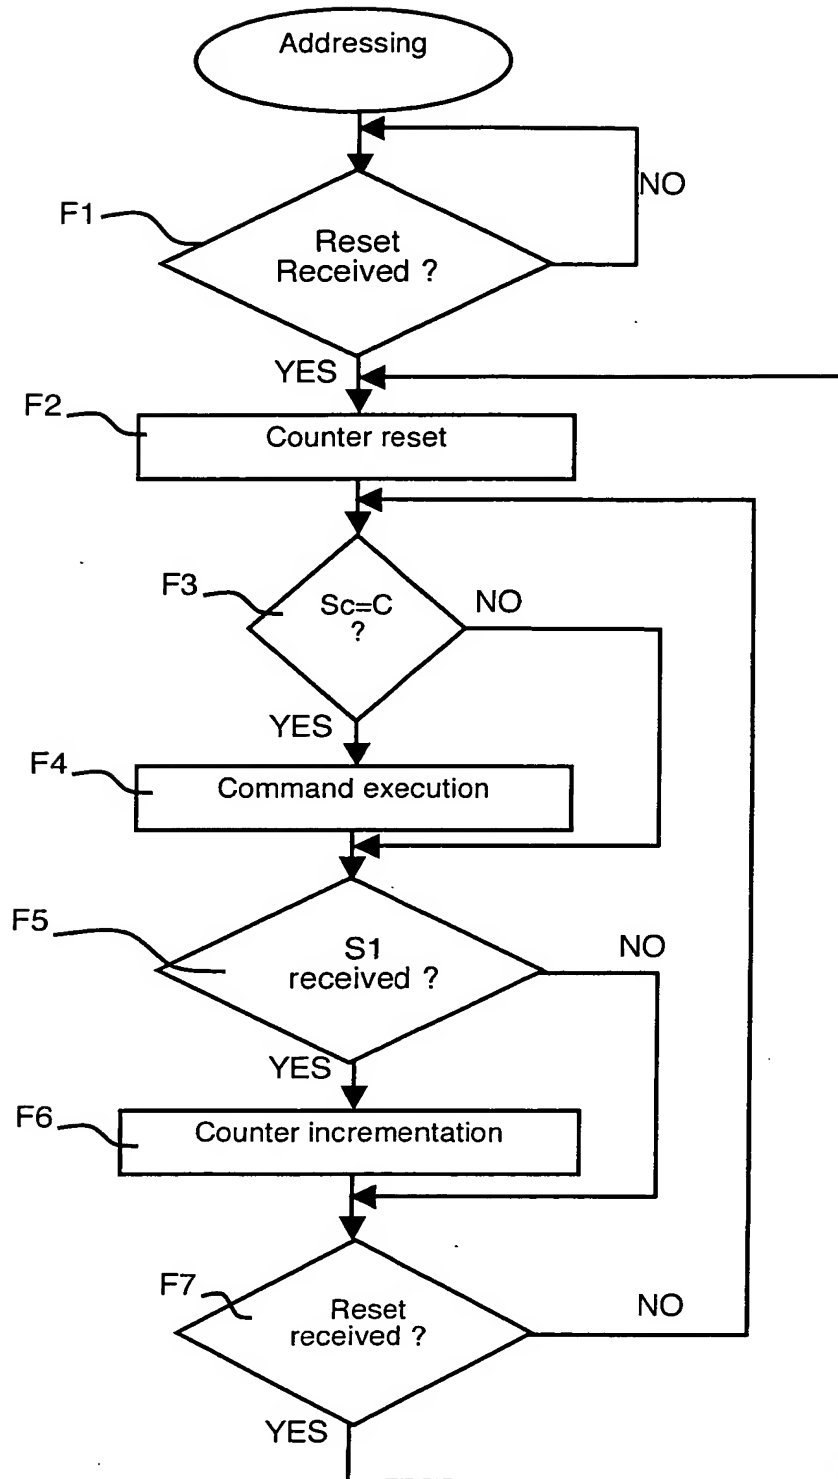 Addressing
NO
F1
Reset
Received ?
YES
F2
Counter reset
F3
Sc=C
?
NO
YES
F4
Command execution
F5
S1
received ?
NO
YES
F6
Counter incrementation
F7
Reset
received ?
NO
YES